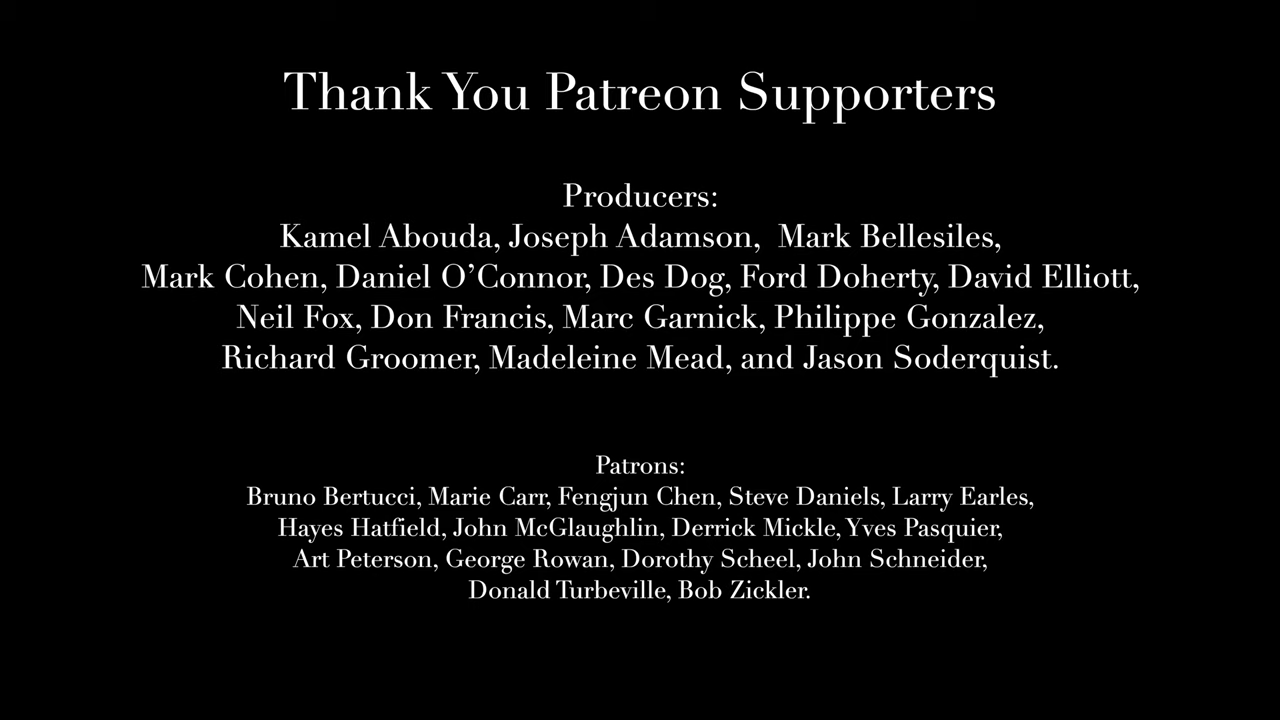 Thank You Patreon Supporters
Producers:
Kamel Abouda, Joseph Adamson,  Mark Bellesiles,
Mark Cohen, Daniel O’Connor, Des Dog, Ford Doherty, David Elliott,
Neil Fox, Don Francis, Marc Garnick, Philippe Gonzalez,
Richard Groomer, Madeleine Mead, and Jason Soderquist.
Patrons:
Bruno Bertucci, Marie Carr, Fengjun Chen, Steve Daniels, Larry Earles,
Hayes Hatfield, John McGlaughlin, Derrick Mickle, Yves Pasquier,
Art Peterson, George Rowan, Dorothy Scheel, John Schneider,
Donald Turbeville, Bob Zickler.